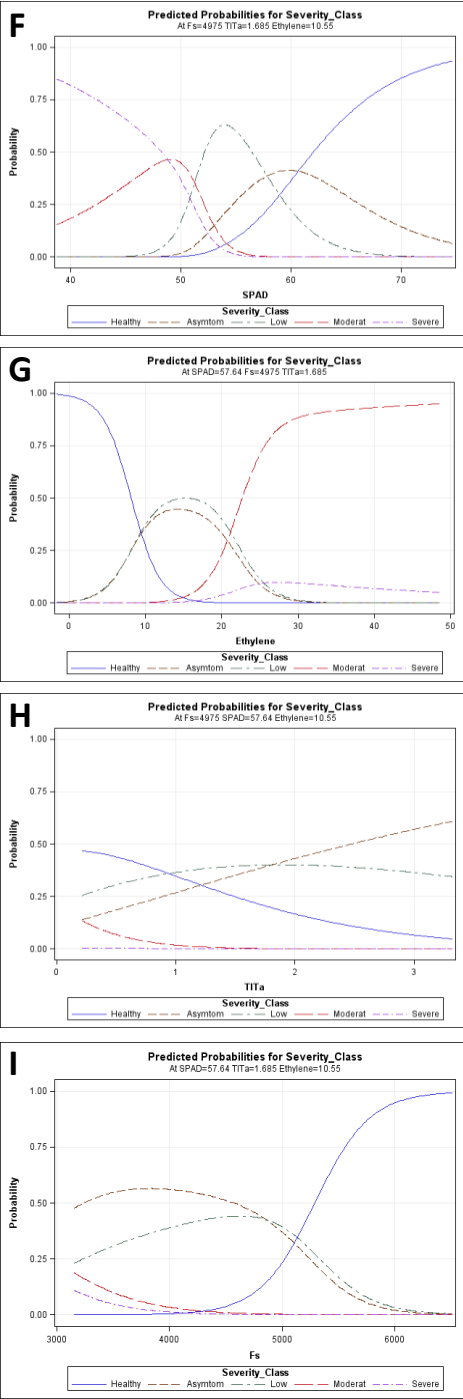 F
Predicted Probabilities for Severity_Class
At Fs=4975 TITa=1.685 Ethylene=10.55
1.00
0.75
0.50
0.25
0.00
Probability
40 50 60 70
SPAD
Severity_Class
Healthy Asymtom Low Moderat Severe
G
Predicted Probabilities for Severity_Class
At SPAD=57.64 Fs=4975 TITa=1.685
1.00
0.75
0.50
0.25
0.00
Probability
0 10 20 30 40 50
Ethylene
Severity_Class
Healthy Asymtom Low Moderat Severe
H
Predicted Probabilities for Severity_Class
At Fs=4975 SPAD=57.64 Ethylene=10.55
1.00
0.75
0.50
0.25
0.00
Probability
0 1 2 3
TITa
Severity_Class
Healthy Asymtom Low Moderat Severe
I
Predicted Probabilities for Severity_Class
At SPAD=57.64 TITa=1.685 Ethylene=10.55
1.00
0.75
0.50
0.25
0.00
Probability
3000 4000 5000 6000
Fs
Severity_Class
Healthy Asymtom Low Moderat Severe